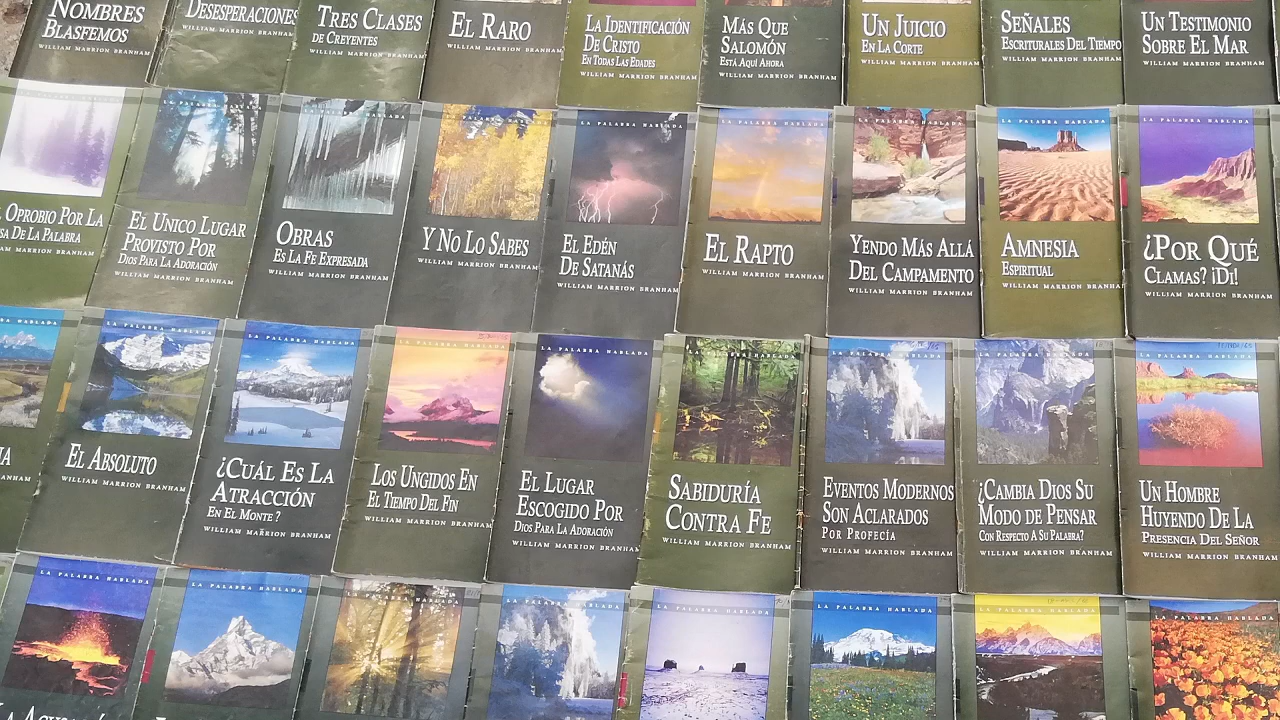 NOMBRES
BLASFEMOS
WILLIAM MARRION BRANHAM
DESESPERACIONES
WILLIAM MARRION BRANHAM
TRES CLASES
DE CREYENTES
WILLIAM MARRION BRANHAM
EL RARO
WILLIAM MARRION BRANHAM
LA IDENTIFICACIÓN
DE CRISTO
EN TODAS LAS EDADES
WILLIAM MARRION BRANHAM
MÁS QUE
SALOMÓN
ESTÁ AQUÍ AHORA
WILLIAM MARRION BRANHAM
UN JUICIO
EN LA CORTE
WILLIAM MARRION BRANHAM
SEÑALES
ESCRITURALES DEL TIEMPO
WILLIAM MARRION BRANHAM
UN TESTIMONIO
SOBRE EL MAR
WILLIAM MARRION BRANHAM
OPROBIO POR LA
SA DE LA PALABRA
WILLIAM MARRION BRANHAM
LA PALABRA HABLADA
EL UNICO LUGAR
PROVISTO POR
DIOS PARA LA ADORACIÓN
WILLIAM MARRION BRANHAM
LA PALABRA HABLADA
OBRAS
ES LA FE EXPRESADA
WILLIAM MARRION BRANHAM
LA PALABRA HABLADA
Y NO LO SABES
WILLIAM MARRION BRANHAM
LA PALABRA HABLADA
EL EDÉN
DE SATANÁS
WILLIAM MARRION BRANHAM
LA PALABRA HABLADA
EL RAPTO
WILLIAM MARRION BRANHAM
LA PALABRA HABLADA
YENDO MÁS ALLÁ
DEL CAMPAMENTO
WILLIAM MARRION BRANHAM
LA PALABRA HABLADA
AMNESIA
ESPIRITUAL
WILLIAM MARRION BRANHAM
LA PALABRA HABLADA
¿POR QUÉ
CLAMAS? ¡DI!
WILLIAM MARRION BRANHAM
HABLADA
IA
LA PALABRA HABLADA
EL ABSOLUTO
WILLIAM MARRION BRANHAM
LA PALABRA HABLADA
¿CUÁL ES LA
ATRACCIÓN
EN EL MONTE?
WILLIAM MARRION BRANHAM
LA PALABRA HABLADA
LOS UNGIDOS EN
EL TIEMPO DEL FIN
WILLIAM MARRION BRANHAM
LA PALABRA HABLADA
EL LUGAR
ESCOGIDO POR
DIOS PARA LA ADORACIÓN
WILLIAM MARRION BRANHAM
LA PALABRA HABLADA
SABIDURÍA
CONTRA FE
WILLIAM MARRION BRANHAM
LA PALABRA HABLADA
EVENTOS MODERNOS
SON ACLARADOS
POR PROFECÍA
WILLIAM MARRION BRANHAM
LA PALABRA HABLADA
¿CAMBIA DIOS SU
MODO DE PENSAR
CON RESPECTO A SU PALABRA?
WILLIAM MARRION BRANHAM
LA PALABRA HABLADA
UN HOMBRE
HUYENDO DE LA
PRESENCIA DEL SEÑOR
WILLIAM MARRION BRANHAM
LA PALABRA HABLADA
LA PALABRA HABLADA
LA PALABRA HABLADA
LA PALABRA HABLADA
LA PALABRA HABLADA
LA PALABRA HABLADA
LA PALABRA HABLADA
LA PALABRA HABLADA